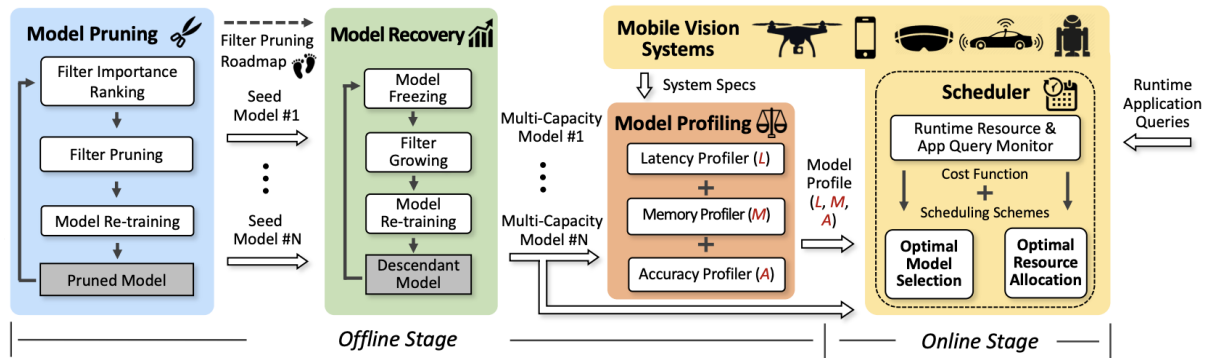 Model Pruning
Filter Importance
Ranking
Filter Pruning
Model Re-training
Pruned Model
Filter Pruning
Roadmap
Seed
Model #1
Seed
Model #N
Model Recovery
Model
Freezing
Filter
Growing
Model
Re-training
Descendant
Model
Multi-Capacity
Model #1
Multi-Capacity
Model #N
Mobile Vision
Systems
System Specs
Model Profiling
Latency Profiler (L)
+
Memory Profiler (M)
+
Accuracy Profiler (A)
Model
Profile
(L, M,
A)
Scheduler
Runtime Resource &
App Query Monitor
Cost Function
+
Scheduling Schemes
Optimal
Model
Selection
Optimal
Resource
Allocation
Runtime
Application
Queries
Offline Stage
Online Stage